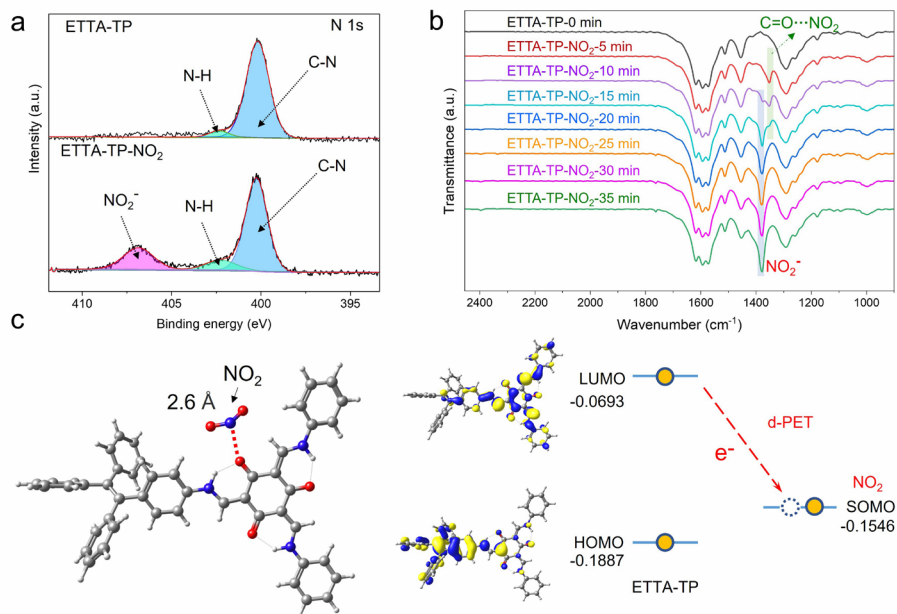 a
ETTA-TP
N 1s
N-H
C-N
ETTA-TP-NO₂
NO₂⁻
N-H
C-N
Intensity (a.u.)
410
405
400
395
Binding energy (eV)
b
C=O···NO₂
ETTA-TP-0 min
ETTA-TP-NO₂-5 min
ETTA-TP-NO₂-10 min
ETTA-TP-NO₂-15 min
ETTA-TP-NO₂-20 min
ETTA-TP-NO₂-25 min
ETTA-TP-NO₂-30 min
ETTA-TP-NO₂-35 min
NO₂⁻
Transmittance (a.u.)
2400
2200
2000
1800
1600
1400
1200
1000
Wavenumber (cm⁻¹)
c
NO₂
2.6 Å
LUMO
-0.0693
d-PET
e⁻
NO₂
SOMO
-0.1546
HOMO
-0.1887
ETTA-TP